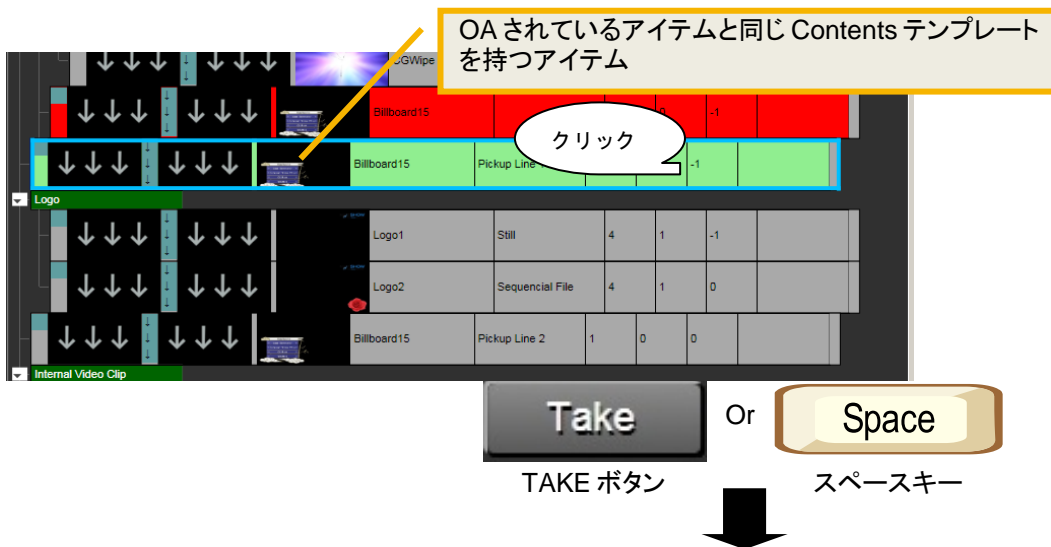 OA されているアイテムと同じ Contents テンプレート
を持つアイテム
CGWipe
Billboard15 0 -1
クリック
Billboard15 Pickup Line -1
Logo
Logo1 Still 4 1 -1
Logo2 Sequencial File 4 1 0
Billboard15 Pickup Line 2 1 0 0
Internal Video Clip
Take Or Space
TAKE ボタン スペースキー